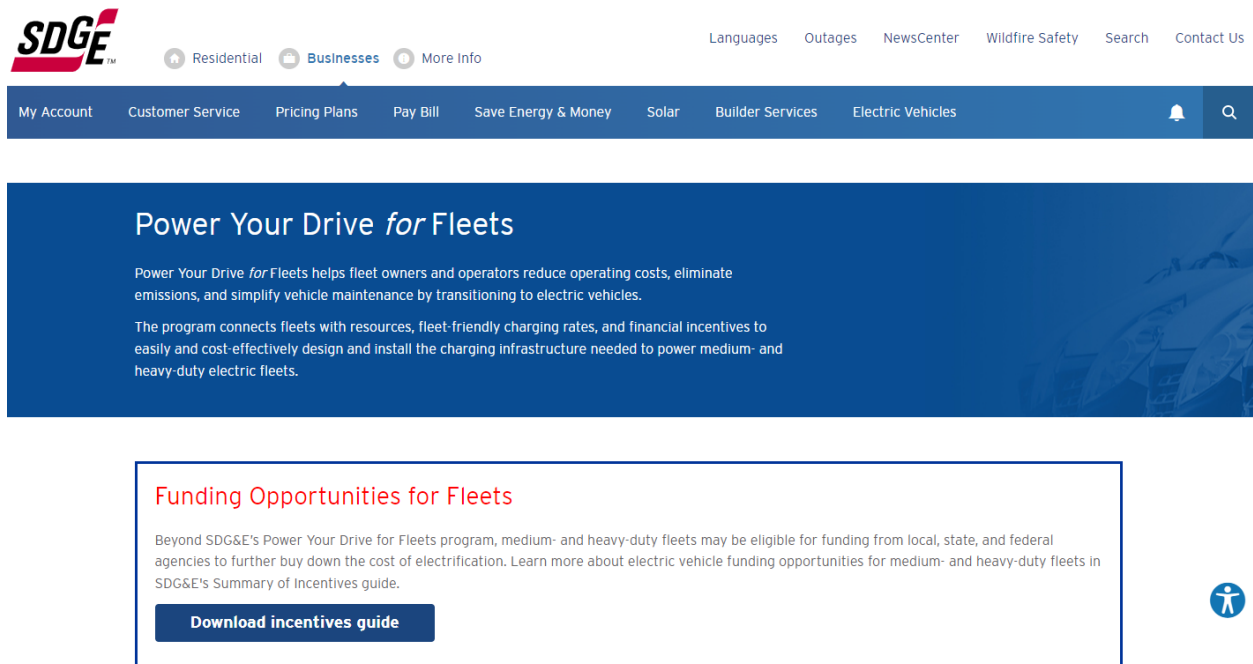 SDGE™
Residential Businesses More Info
Languages Outages NewsCenter Wildfire Safety Search Contact Us
My Account Customer Service Pricing Plans Pay Bill Save Energy & Money Solar Builder Services Electric Vehicles
Power Your Drive for Fleets
Power Your Drive for Fleets helps fleet owners and operators reduce operating costs, eliminate
emissions, and simplify vehicle maintenance by transitioning to electric vehicles.
The program connects fleets with resources, fleet-friendly charging rates, and financial incentives to
easily and cost-effectively design and install the charging infrastructure needed to power medium- and
heavy-duty electric fleets.
Funding Opportunities for Fleets
Beyond SDG&E's Power Your Drive for Fleets program, medium- and heavy-duty fleets may be eligible for funding from local, state, and federal
agencies to further buy down the cost of electrification. Learn more about electric vehicle funding opportunities for medium- and heavy-duty fleets in
SDG&E's Summary of Incentives guide.
Download incentives guide